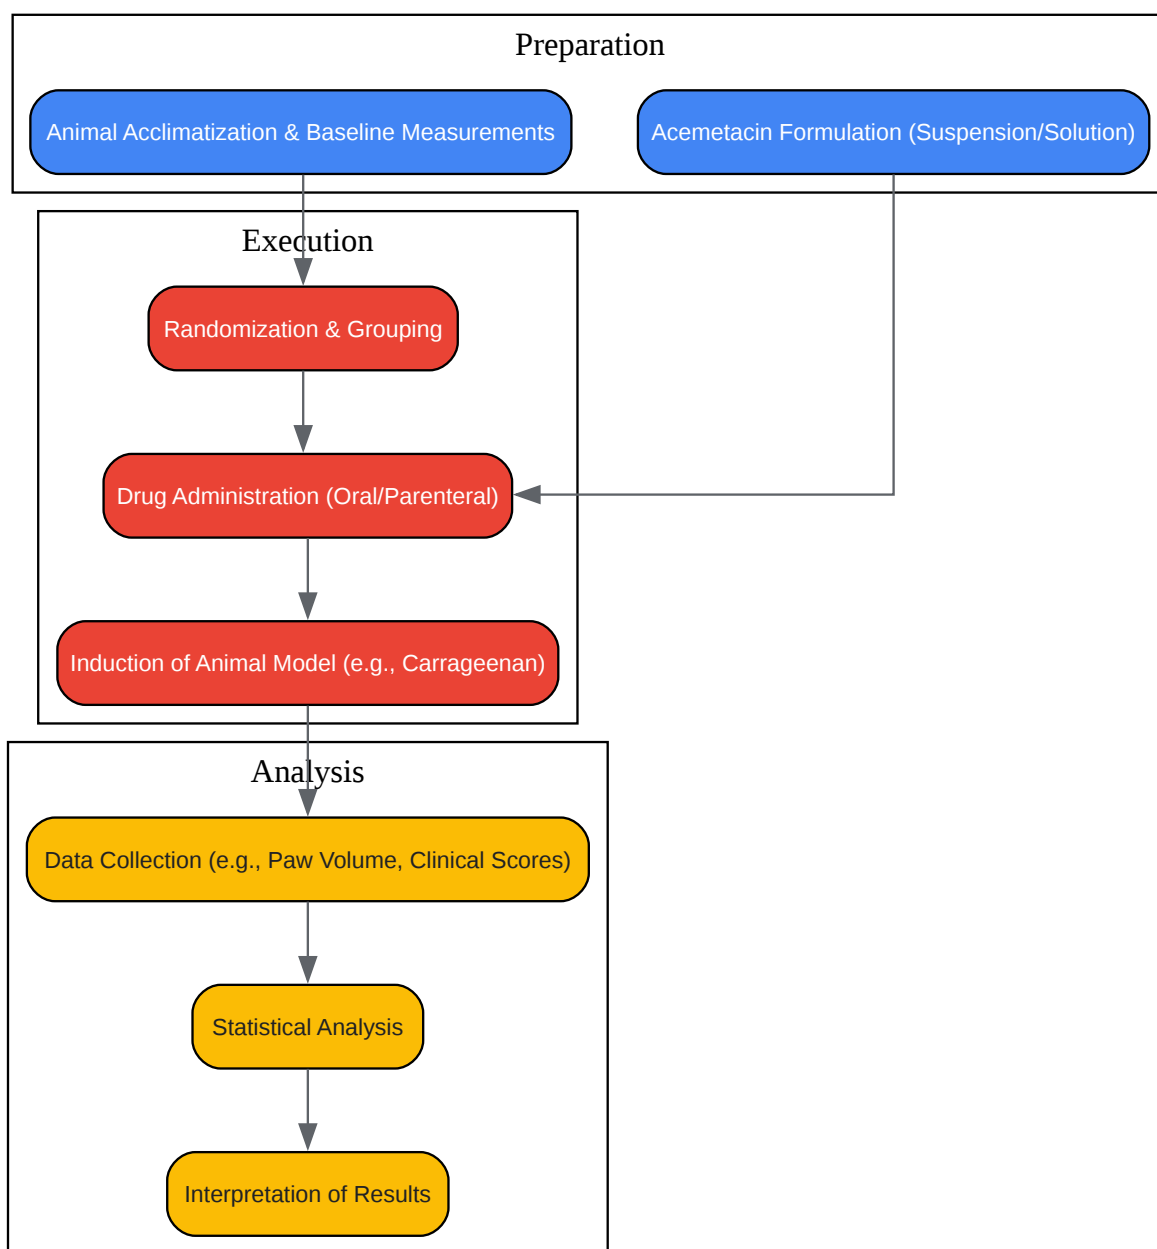 Preparation
Animal Acclimatization & Baseline Measurements
Acemetacin Formulation (Suspension/Solution)
Execution
Randomization & Grouping
Drug Administration (Oral/Parenteral)
Induction of Animal Model (e.g., Carrageenan)
Analysis
Data Collection (e.g., Paw Volume, Clinical Scores)
Statistical Analysis
Interpretation of Results